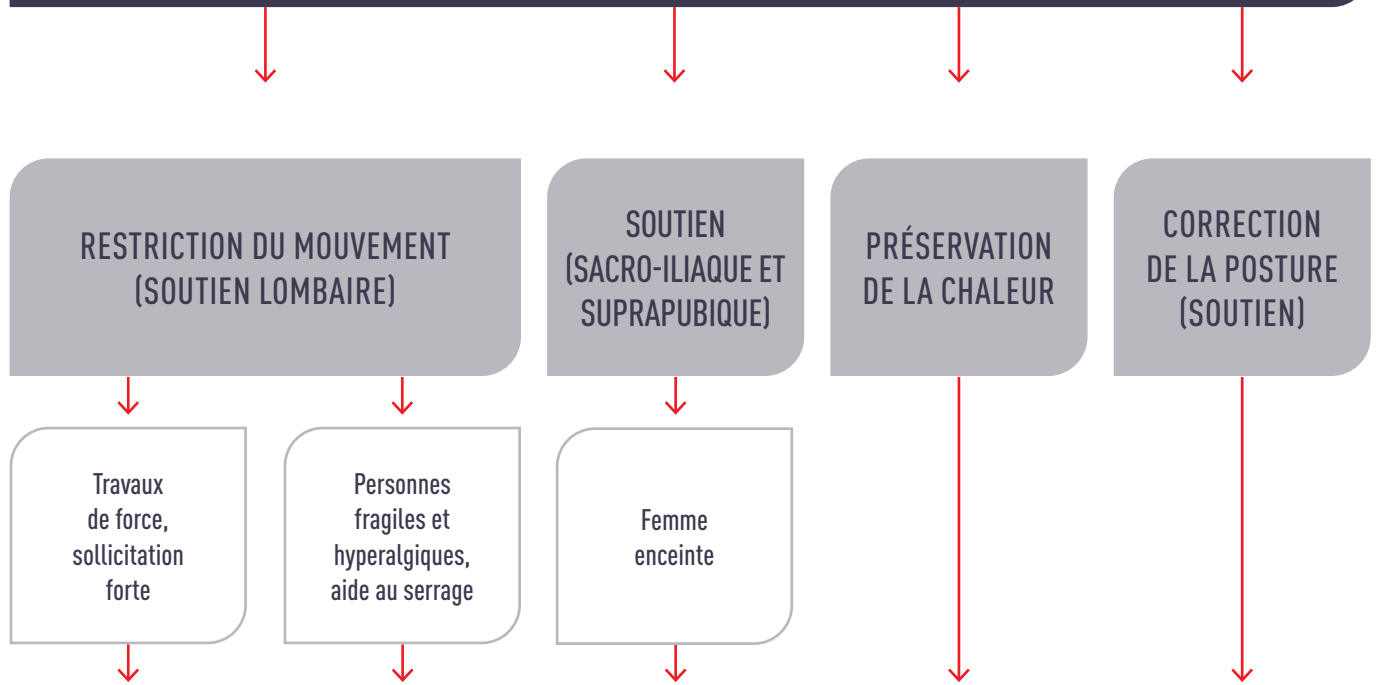 RESTRICTION DU MOUVEMENT
(SOUTIEN LOMBAIRE)
SOUTIEN
(SACRO-ILIAQUE ET
SUPRAPUBIQUE)
PRÉSERVATION
DE LA CHALEUR
CORRECTION
DE LA POSTURE
(SOUTIEN)
Travaux
de force,
sollicitation
forte
Personnes
fragiles et
hyperalgiques,
aide au serrage
Femme
enceinte